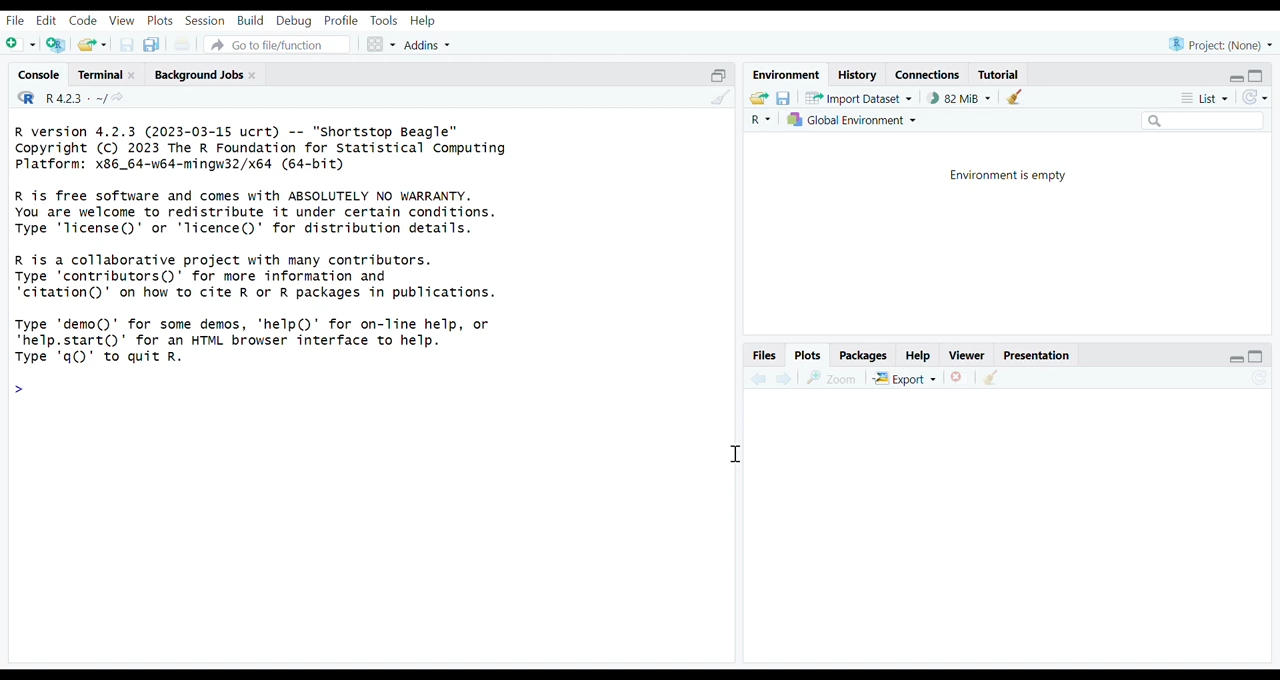 File Edit Code View Plots Session Build Debug Profile Tools Help
Go to file/function Addins Project: (None)
Console Terminal Background Jobs
R 4.2.3 · ~/
R version 4.2.3 (2023-03-15 ucrt) -- "Shortstop Beagle"
Copyright (C) 2023 The R Foundation for Statistical Computing
Platform: x86_64-w64-mingw32/x64 (64-bit)
R is free software and comes with ABSOLUTELY NO WARRANTY.
You are welcome to redistribute it under certain conditions.
Type 'license()' or 'licence()' for distribution details.
R is a collaborative project with many contributors.
Type 'contributors()' for more information and
'citation()' on how to cite R or R packages in publications.
Type 'demo()' for some demos, 'help()' for on-line help, or
'help.start()' for an HTML browser interface to help.
Type 'q()' to quit R.
>
Environment History Connections Tutorial
Import Dataset 82 MiB List
R Global Environment
Environment is empty
Files Plots Packages Help Viewer Presentation
Zoom Export